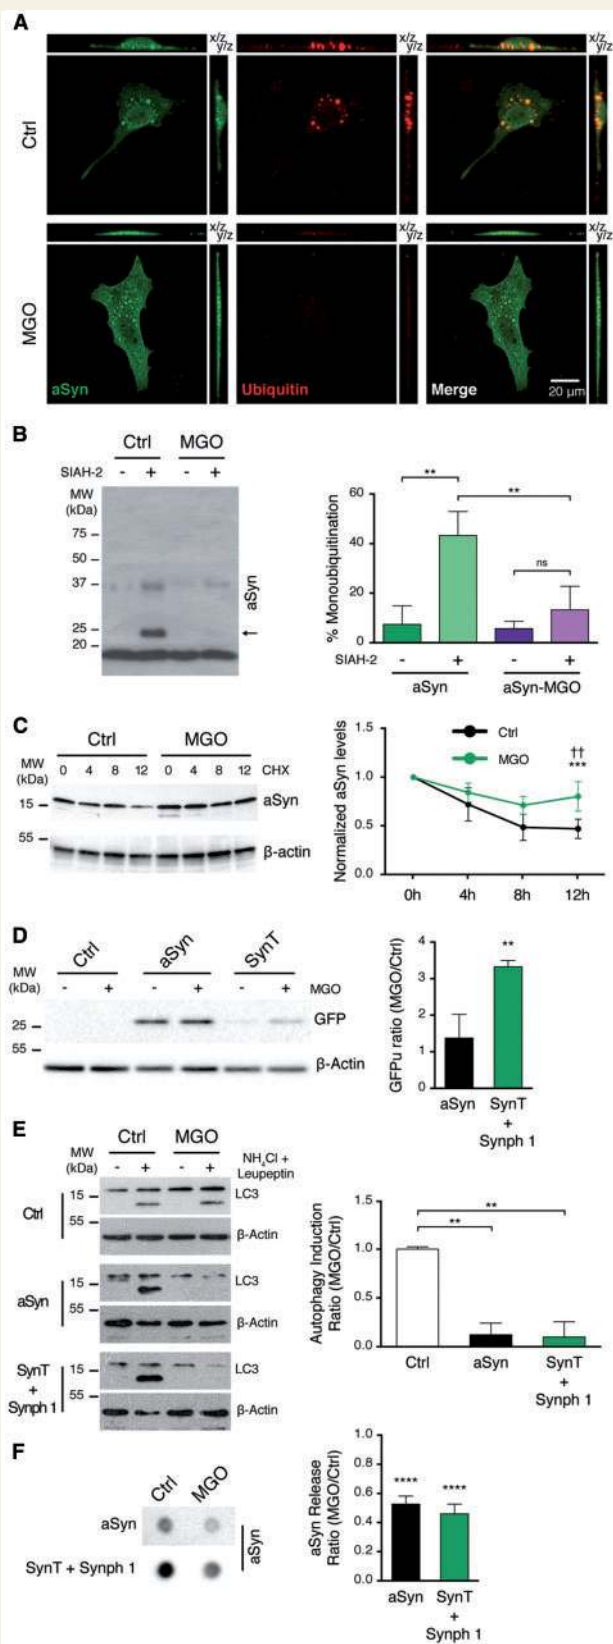 A
x/z
y/z
x/z
y/z
x/z
y/z
Ctrl
x/z
y/z
x/z
y/z
x/z
y/z
MGO
aSyn
Ubiquitin
Merge
20 µm
B
Ctrl MGO
SIAH-2 - + - +
MW
(kDa)
75
50
37
25
20
aSyn
% Monoubiquitination
60
40
20
0
**
**
ns
SIAH-2 - + - +
aSyn aSyn-MGO
C
Ctrl MGO
MW
(kDa)
0 4 8 12 0 4 8 12 CHX
15
aSyn
55
β-actin
Normalized aSyn levels
1.5
1.0
0.5
0.0
Ctrl
MGO
††
***
0h 4h 8h 12h
D
Ctrl aSyn SynT
MW
(kDa)
- + - + - + MGO
25
GFP
55
β-Actin
GFPu ratio (MGO/Ctrl)
4
3
2
1
0
**
aSyn SynT
+
Synph 1
E
Ctrl MGO
MW
(kDa)
- + - + NH4Cl +
Leupeptin
Ctrl
15
LC3
55
β-Actin
aSyn
15
LC3
55
β-Actin
SynT
+
Synph 1
15
LC3
55
β-Actin
Autophagy Induction
Ratio (MGO/Ctrl)
1.5
1.0
0.5
0.0
**
**
Ctrl aSyn SynT
+
Synph 1
F
Ctrl MGO
aSyn
SynT + Synph 1
aSyn
aSyn Release
Ratio (MGO/Ctrl)
1.0
0.8
0.6
0.4
0.2
0.0
**** ****
aSyn SynT
+
Synph 1